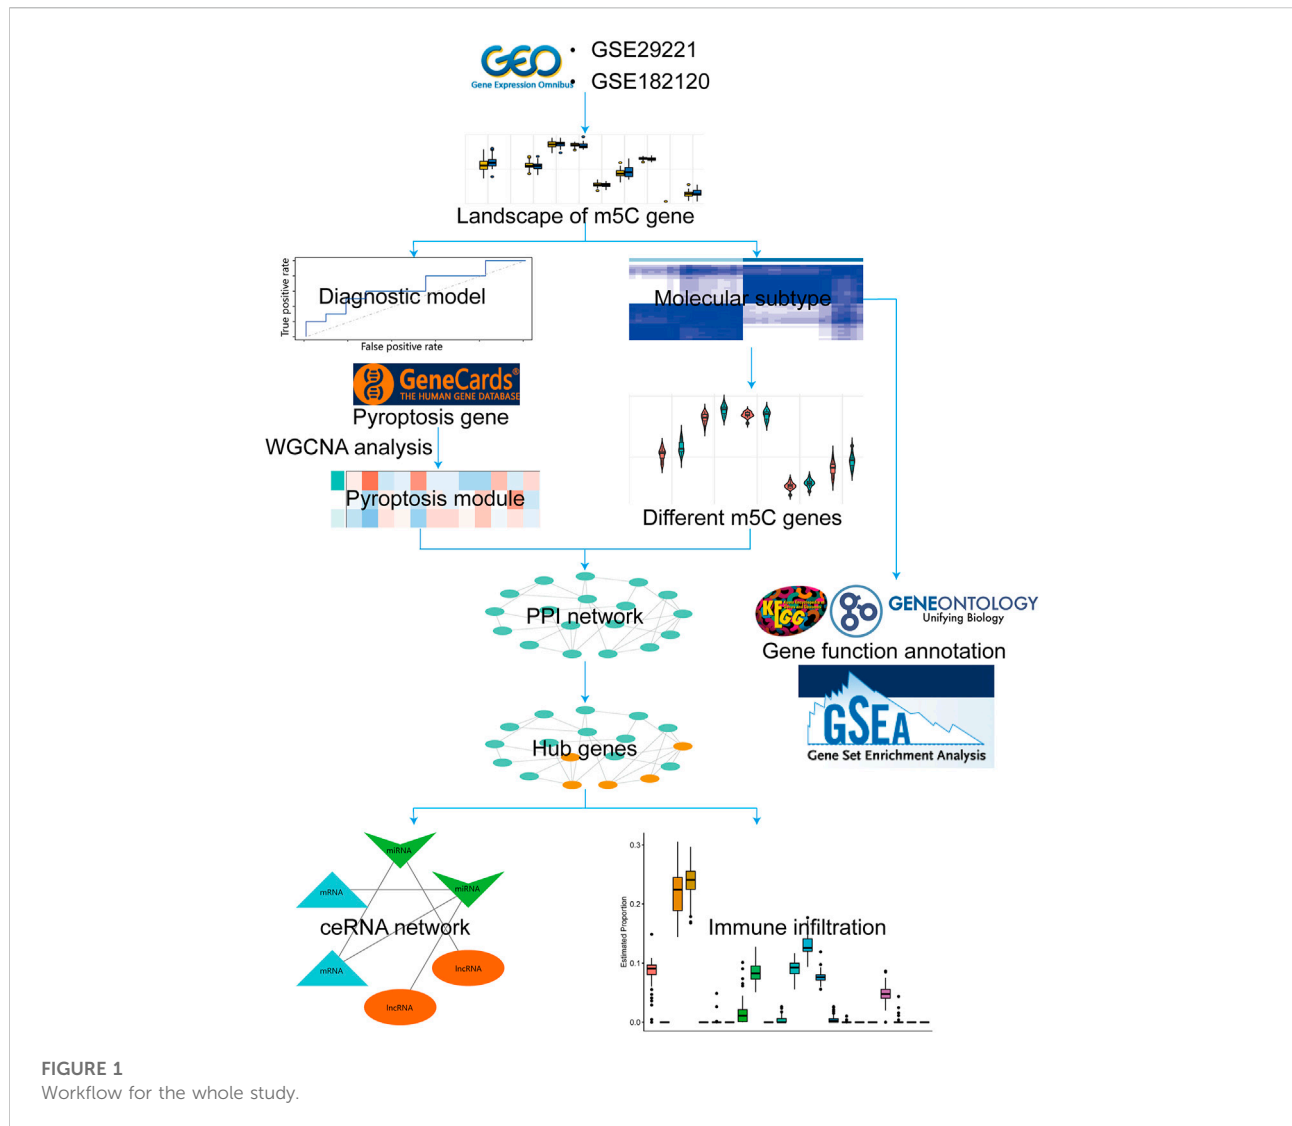 GEO
Gene Expression Omnibus
• GSE29221
• GSE182120
Landscape of m5C gene
True positive rate
Diagnostic model
False positive rate
Molecular subtype
GeneCards®
THE HUMAN GENE DATABASE
Pyroptosis gene
WGCNA analysis
Pyroptosis module
Different m5C genes
PPI network
KEGG
go
GENEONTOLOGY
Unifying Biology
Gene function annotation
GSEA
Gene Set Enrichment Analysis
Hub genes
miRNA
mRNA
miRNA
ceRNA network
mRNA
lncRNA
lncRNA
Estimated Proportion
0.3
0.2
0.1
0.0
Immune infiltration
FIGURE 1
Workflow for the whole study.